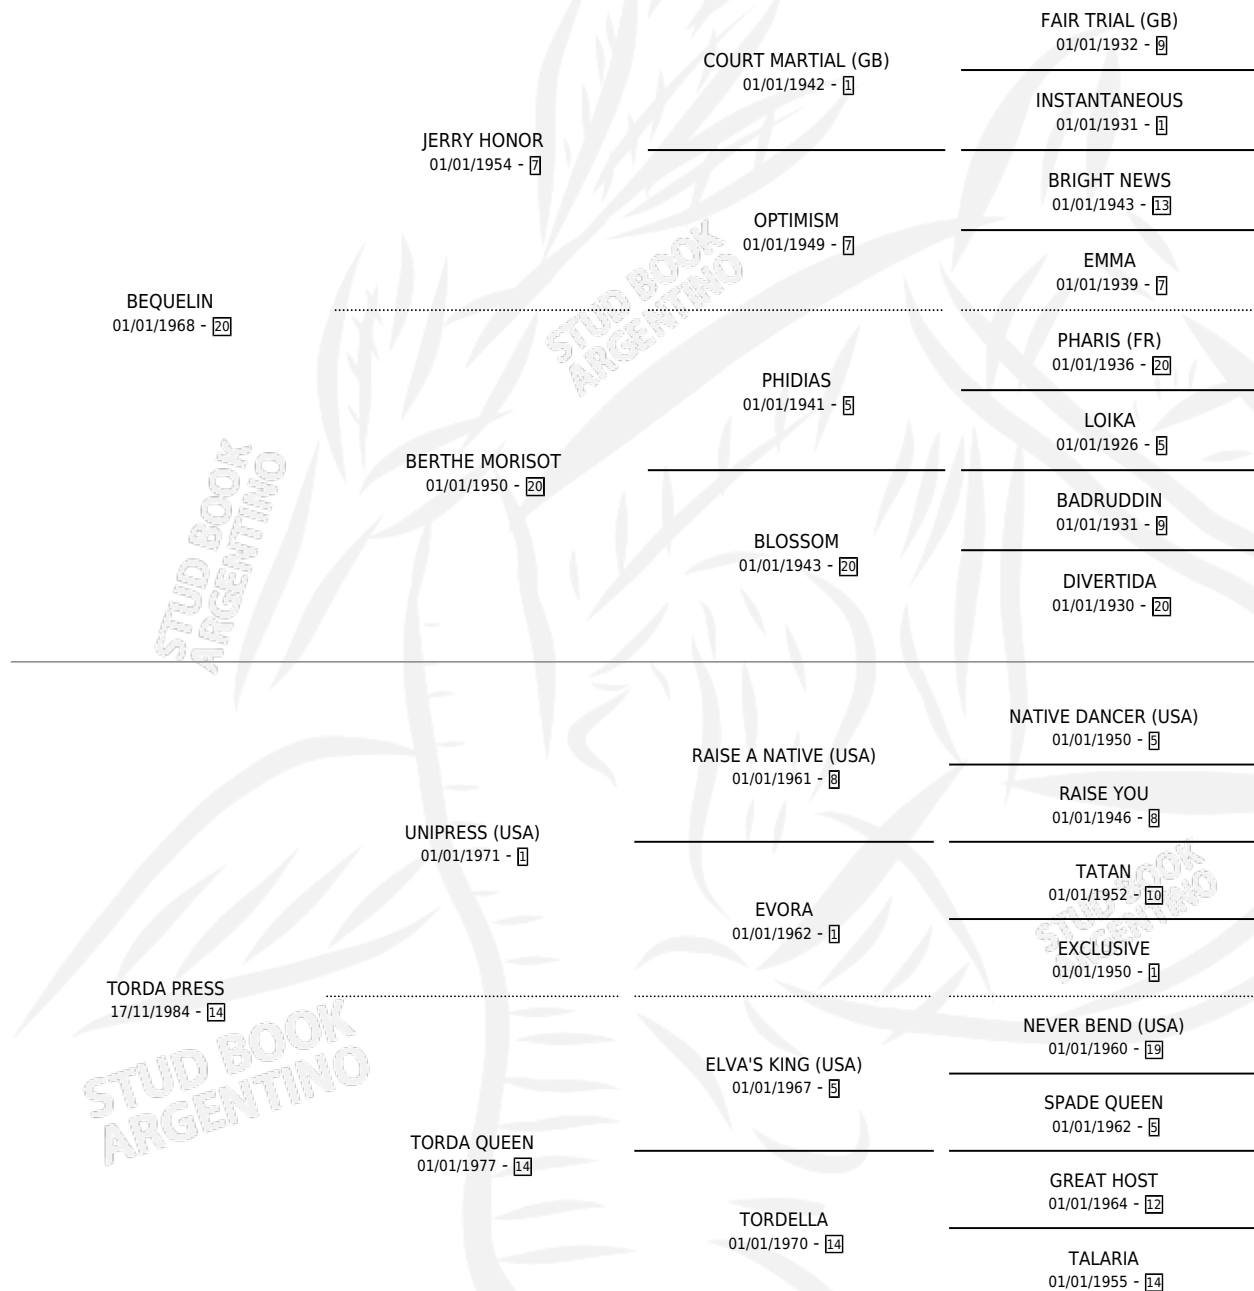 FAIR TRIAL (GB)
01/01/1932 - 9
COURT MARTIAL (GB)
01/01/1942 - 1
INSTANTANEOUS
01/01/1931 - 1
JERRY HONOR
01/01/1954 - 7
BRIGHT NEWS
01/01/1943 - 13
OPTIMISM
01/01/1949 - 7
EMMA
01/01/1939 - 7
BEQUELIN
01/01/1968 - 20
PHARIS (FR)
01/01/1936 - 20
PHIDIAS
01/01/1941 - 5
LOIKA
01/01/1926 - 5
BERTHE MORISOT
01/01/1950 - 20
BADRUDDIN
01/01/1931 - 9
BLOSSOM
01/01/1943 - 20
DIVERTIDA
01/01/1930 - 20
NATIVE DANCER (USA)
01/01/1950 - 5
RAISE A NATIVE (USA)
01/01/1961 - 8
RAISE YOU
01/01/1946 - 8
UNIPRESS (USA)
01/01/1971 - 1
TATAN
01/01/1952 - 10
EVORA
01/01/1962 - 1
EXCLUSIVE
01/01/1950 - 1
TORDA PRESS
17/11/1984 - 14
NEVER BEND (USA)
01/01/1960 - 19
ELVA'S KING (USA)
01/01/1967 - 5
SPADE QUEEN
01/01/1962 - 5
TORDA QUEEN
01/01/1977 - 14
GREAT HOST
01/01/1964 - 12
TORDELLA
01/01/1970 - 14
TALARIA
01/01/1955 - 14
STUD BOOK
ARGENTINO
STUD BOOK
ARGENTINO
STUD BOOK
ARGENTINO
STUD BOOK
ARGENTINO